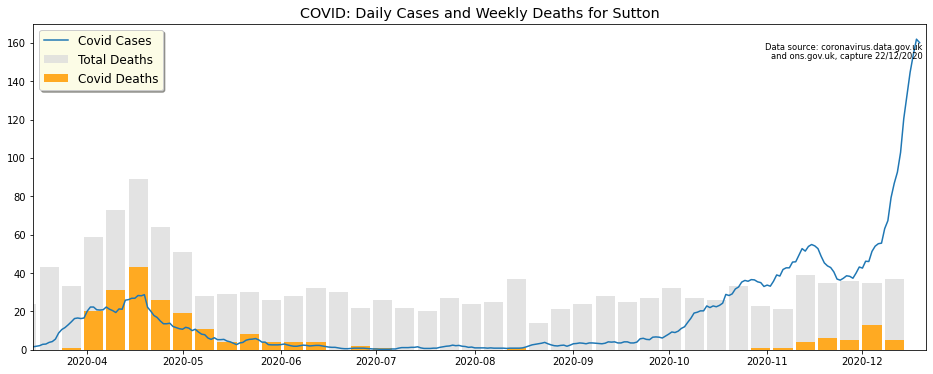 COVID: Daily Cases and Weekly Deaths for Sutton
Covid Cases
Total Deaths
Covid Deaths
Data source: coronavirus.data.gov.uk
and ons.gov.uk, capture 22/12/2020
160
140
120
100
80
60
40
20
0
2020-04 2020-05 2020-06 2020-07 2020-08 2020-09 2020-10 2020-11 2020-12